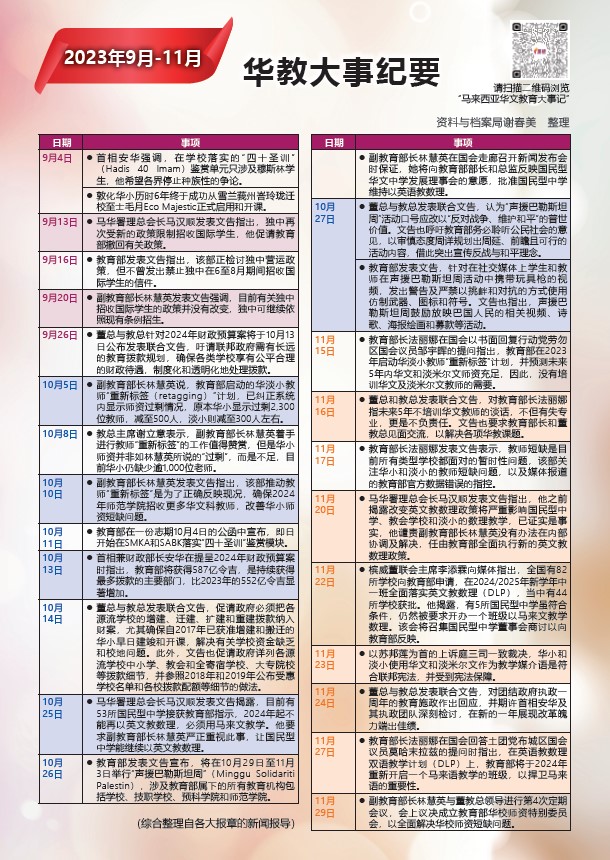 2023年9月-11月
华教大事纪要
请扫描二维码浏览
“马来西亚华文教育大事记”
资料与档案局谢春美 整理
日期 事项
9月4日
● 首相安华强调，在学校落实的“四十圣训”
（Hadis 40 Imam）鉴赏单元只涉及穆斯林学
生，他希望各界停止种族性的争论。
● 敦化华小历时6年终于成功从雪兰莪州峇玲珑迁
校至士毛月Eco Majestic正式启用和开课。
9月13日
● 马华署理总会长马汉顺发表文告指出，独中再
次受新的政策限制招收国际学生，他促请教育
部撤回有关政策。
9月16日
● 教育部发表文告指出，该部正检讨独中营运政
策，但不曾发出禁止独中在6至8月期间招收国
际学生的信件。
9月20日
● 副教育部长林慧英发表文告强调，目前有关独中
招收国际学生的政策并没有改变，独中可继续依
照现有条例招生。
9月26日
● 董总与教总针对2024年财政预算案将于10月13
日公布发表联合文告，吁请联邦政府需有长远
的教育拨款规划，确保各类学校享有公平合理
的财政待遇，制度化和透明化地处理拨款。
10月5日
● 副教育部长林慧英说，教育部启动的华淡小教
师“重新标签（retagging）”计划，已纠正系统
内显示师资过剩情况，原本华小显示过剩2,300
位教师，减至500人，淡小则减至300人左右。
10月8日
● 教总主席谢立意表示，副教育部长林慧英着手
进行教师“重新标签”的工作值得赞赏，但是华小
师资并非如林慧英所说的“过剩”，而是不足，目
前华小仍缺少逾1,000位老师。
10月
10日
● 副教育部长林慧英发表文告指出，该部推动教
师“重新标签”是为了正确反映现况，确保2024
年师范学院招收更多华文科教师，改善华小师
资短缺问题。
10月
11日
● 教育部在一份志期10月4日的公函中宣布，即日
开始在SMKA和SABK落实“四十圣训”鉴赏模块。
10月
13日
● 首相兼财政部长安华在提呈2024年财政预算案
时指出，教育部将获得587亿令吉，是持续获得
最多拨款的主要部门，比2023年的552亿令吉显
著增加。
10月
14日
● 董总与教总发表联合文告，促请政府必须把各
源流学校的增建、迁建、扩建和重建拨款纳入
财案，尤其确保自2017年已获准增建和搬迁的
华小早日建竣和开课，解决有关学校资金缺乏
和校地问题。此外，文告也促请政府详列各源
流学校中小学、教会和全寄宿学校、大专院校
等拨款细节，并参照2018年和2019年公布受惠
学校名单和各校拨款配额等细节的做法。
10月
25日
● 马华署理总会长马汉顺发表文告揭露，目前有
53所国民型中学接获教育部指示，2024年起不
能再以英文教数理，必须用马来文教学。他要
求副教育部长林慧英严正重视此事，让国民型
中学能继续以英文教数理。
10月
26日
● 教育部发表文告宣布，将在10月29日至11月
3日举行“声援巴勒斯坦周”（Minggu Solidariti
Palestin），涉及教育部属下的所有教育机构包
括学校、技职学校、预科学院和师范学院。
（综合整理自各大报章的新闻报导）
日期 事项
● 副教育部长林慧英在国会走廊召开新闻发布会
时保证，她将向教育部部长和总监反映国民型
华文中学发展理事会的意愿，批准国民型中学
维持以英语教数理。
10月
27日
● 董总与教总发表联合文告，认为“声援巴勒斯坦
周”活动口号应改以“反对战争、维护和平”的普世
价值。文告也呼吁教育部务必聆听公民社会的意
见，以审慎态度周详规划出周延、前瞻且可行的
活动内容，借此突出宣传反战与和平理念。
● 教育部发表文告，针对在社交媒体上学生和教
师在声援巴勒斯坦周活动中携带玩具枪的视
频，发出警告及严禁以挑衅和对抗的方式使用
仿制武器、图标和符号。文告也指出，声援巴
勒斯坦周鼓励放映巴国人民的相关视频、诗
歌、海报绘画和募款等活动。
11月
15日
● 教育部长法丽娜在国会以书面回复行动党劳勿
区国会议员邹宇晖的提问指出，教育部在2023
年启动华淡小教师“重新标签”计划，并预测未来
5年内华文和淡米尔文师资充足，因此，没有培
训华文及淡米尔文教师的需要。
11月
16日
● 董总和教总发表联合文告，对教育部长法丽娜
指未来5年不培训华文教师的谈话，不但有失专
业，更是不负责任。文告也要求教育部长和董
教总见面交流，以解决各项华教课题。
11月
17日
● 教育部长法丽娜发表文告表示，教师短缺是目
前所有类型学校都面对的暂时性问题，该部关
注华小和淡小的教师短缺问题，以及媒体报道
的教育部官方数据错误的指控。
11月
20日
● 马华署理总会长马汉顺发表文告指出，他之前
揭露改变英文教数理政策将严重影响国民型中
学、教会学校和淡小的数理教学，已证实是事
实，他谴责副教育部长林慧英没有办法在内部
协调及解决，任由教育部全面执行新的英文教
数理政策。
11月
22日
● 槟威董联会主席李添霖向媒体指出，全国有82
所学校向教育部申请，在2024/2025年新学年中
一班全面落实英文教数理（DLP），当中有44
所学校获批。他揭露，有5所国民型中学虽符合
条件，仍然被要求开办一个班级以马来文教学
数理。该会将召集国民型中学董事会商讨以向
教育部反映。
11月
23日
● 以苏邦莲为首的上诉庭三司一致裁决，华小和
淡小使用华文和淡米尔文作为教学媒介语是符
合联邦宪法，并受到宪法保障。
11月
24日
● 董总与教总发表联合文告，对团结政府执政一
周年的教育施政作出回应，并期许首相安华及
其执政团队深刻检讨，在新的一年展现改革魄
力端出佳绩。
11月
27日
● 教育部长法丽娜在国会回答土团党布城区国会
议员莫哈末拉兹的提问时指出，在英语教数理
双语教学计划（DLP）上，教育部将于2024年
重新开启一个马来语教学的班级，以捍卫马来
语的重要性。
11月
29日
● 副教育部长林慧英与董教总领导进行第4次定期
会议，会上议决成立教育部华校师资特别委员
会，以全面解决华校师资短缺问题。